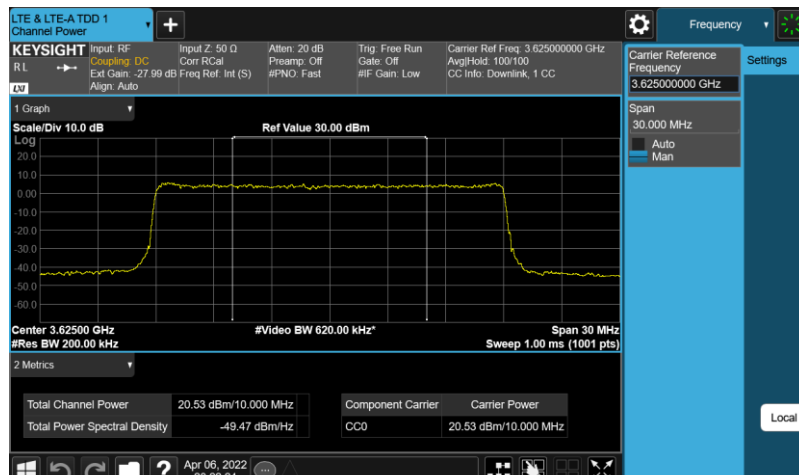 LTE & LTE-A TDD 1
Channel Power
Frequency
KEYSIGHT
RL
LXI
Input: RF
Coupling: DC
Ext Gain: -27.99 dB
Align: Auto
Input Z: 50 Ω
Corr RCal
Freq Ref: Int (S)
Atten: 20 dB
Preamp: Off
#PNO: Fast
Trig: Free Run
Gate: Off
#IF Gain: Low
Carrier Ref Freq: 3.625000000 GHz
Avg|Hold: 100/100
CC Info: Downlink, 1 CC
Carrier Reference
Frequency
3.625000000 GHz
Settings
Span
30.000 MHz
Auto
Man
1 Graph
Scale/Div 10.0 dB
Ref Value 30.00 dBm
Log
20.0
10.0
0.00
-10.0
-20.0
-30.0
-40.0
-50.0
-60.0
Center 3.62500 GHz
#Video BW 620.00 kHz*
Span 30 MHz
#Res BW 200.00 kHz
Sweep 1.00 ms (1001 pts)
2 Metrics
Total Channel Power 20.53 dBm/10.000 MHz
Total Power Spectral Density -49.47 dBm/Hz
Component Carrier Carrier Power
CC0 20.53 dBm/10.000 MHz
Local
?
Apr 06, 2022